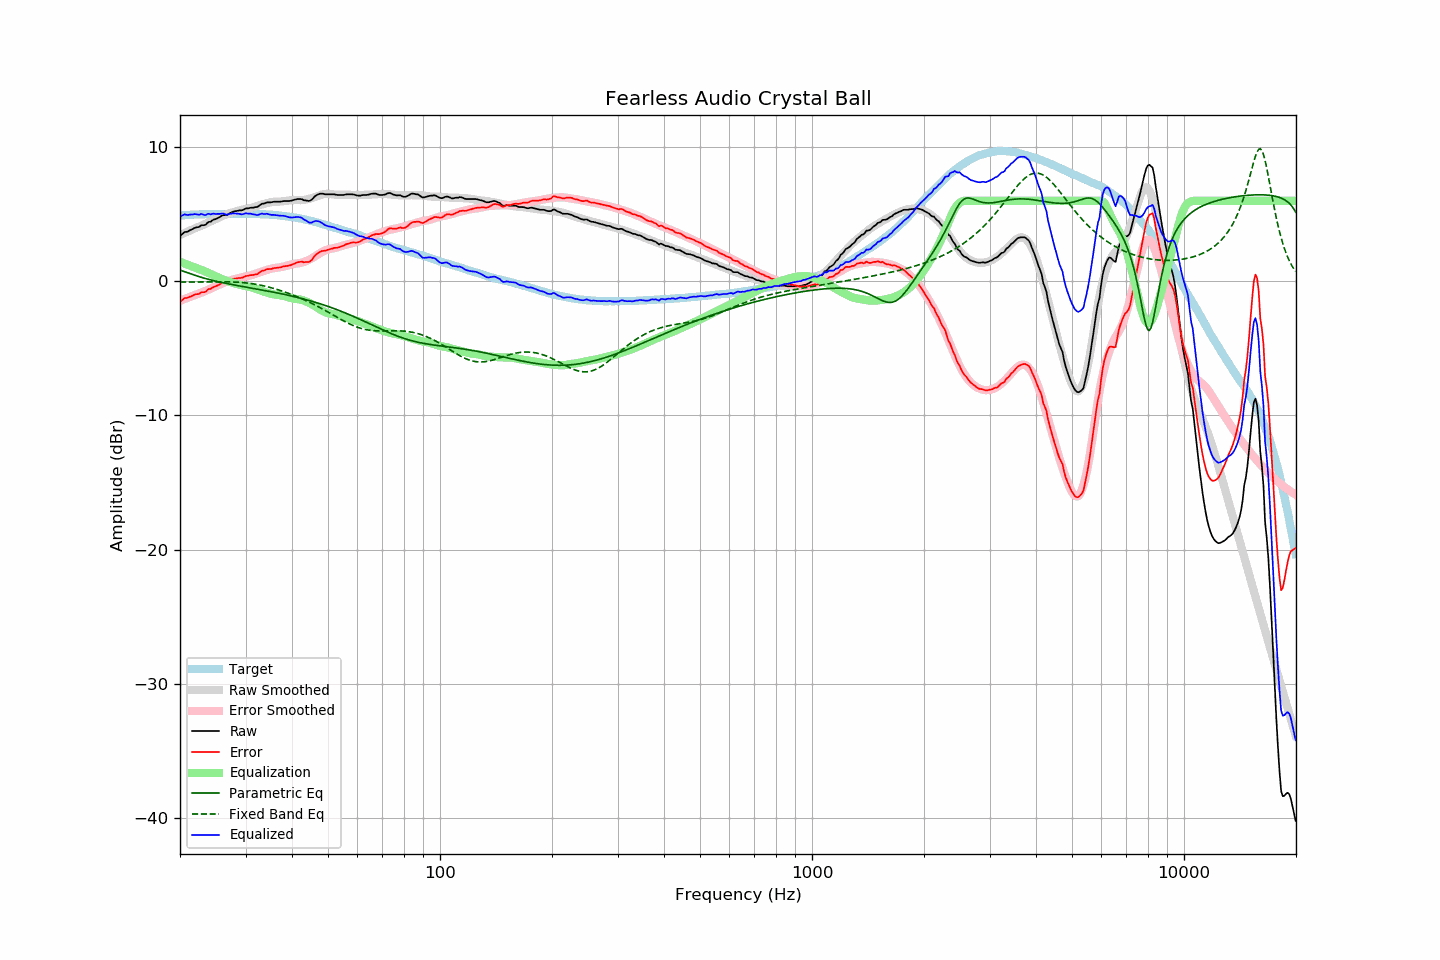 Fearless Audio Crystal Ball
10
0
−10
−20
−30
−40
Amplitude (dBr)
100
1000
10000
Frequency (Hz)
Target
Raw Smoothed
Error Smoothed
Raw
Error
Equalization
Parametric Eq
Fixed Band Eq
Equalized